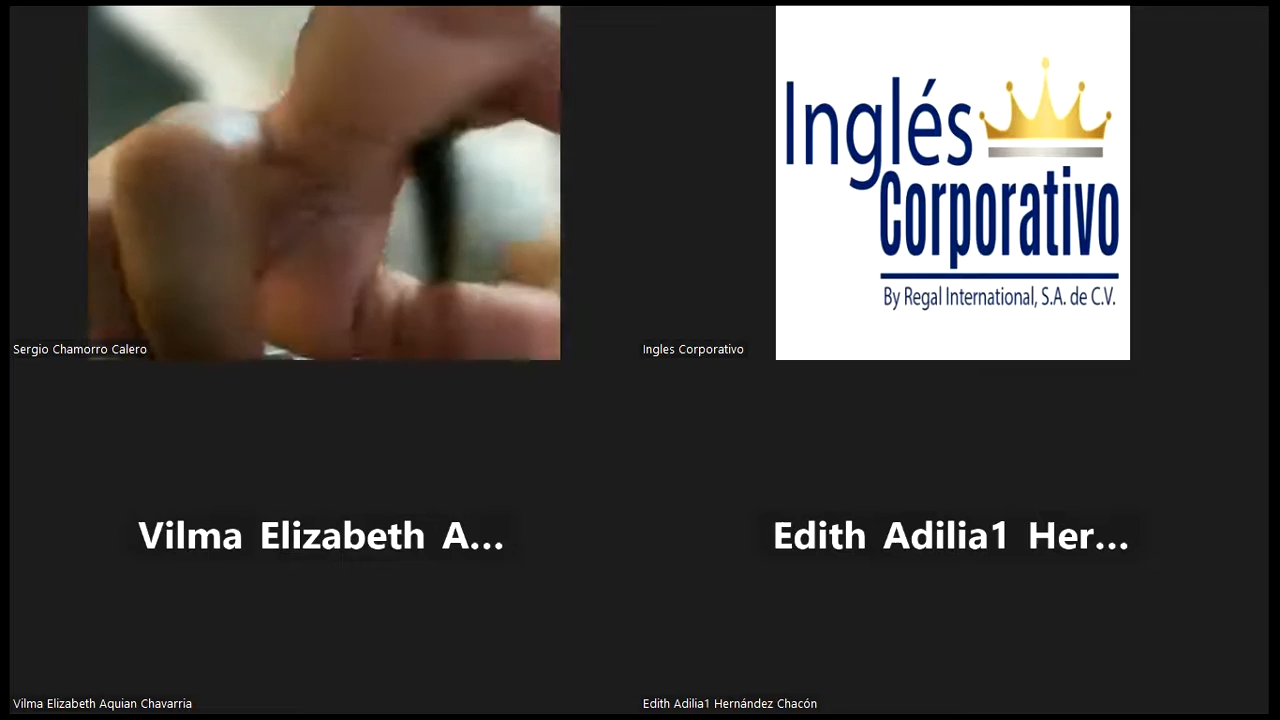 Inglés
Corporativo
By Regal International, S.A. de C.V.
Sergio Chamorro Calero
Ingles Corporativo
Vilma Elizabeth A...
Edith Adilia1 Her...
Vilma Elizabeth Aquian Chavarria
Edith Adilia1 Hernández Chacón